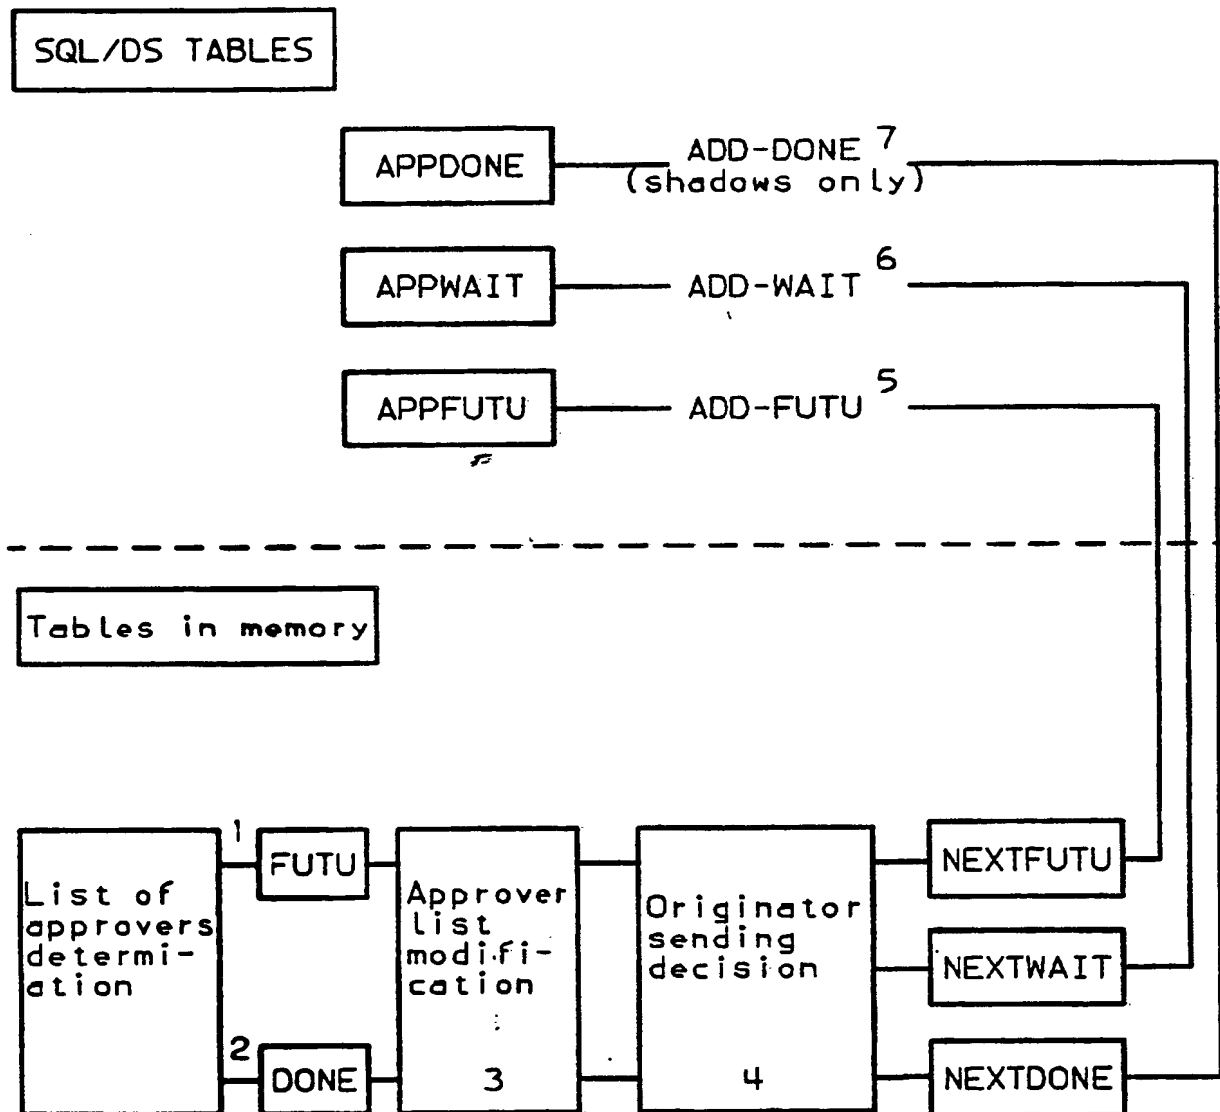 SQL/DS TABLES
APPDONE
ADD-DONE 7
(shadows only)
APPWAIT
ADD-WAIT 6
APPFUTU
ADD-FUTU 5
Tables in memory
List of
approvers
determi-
ation
1
FUTU
2
DONE
Approver
list
modifi-
cation
3
Originator
sending
decision
4
NEXTFUTU
NEXTWAIT
NEXTDONE